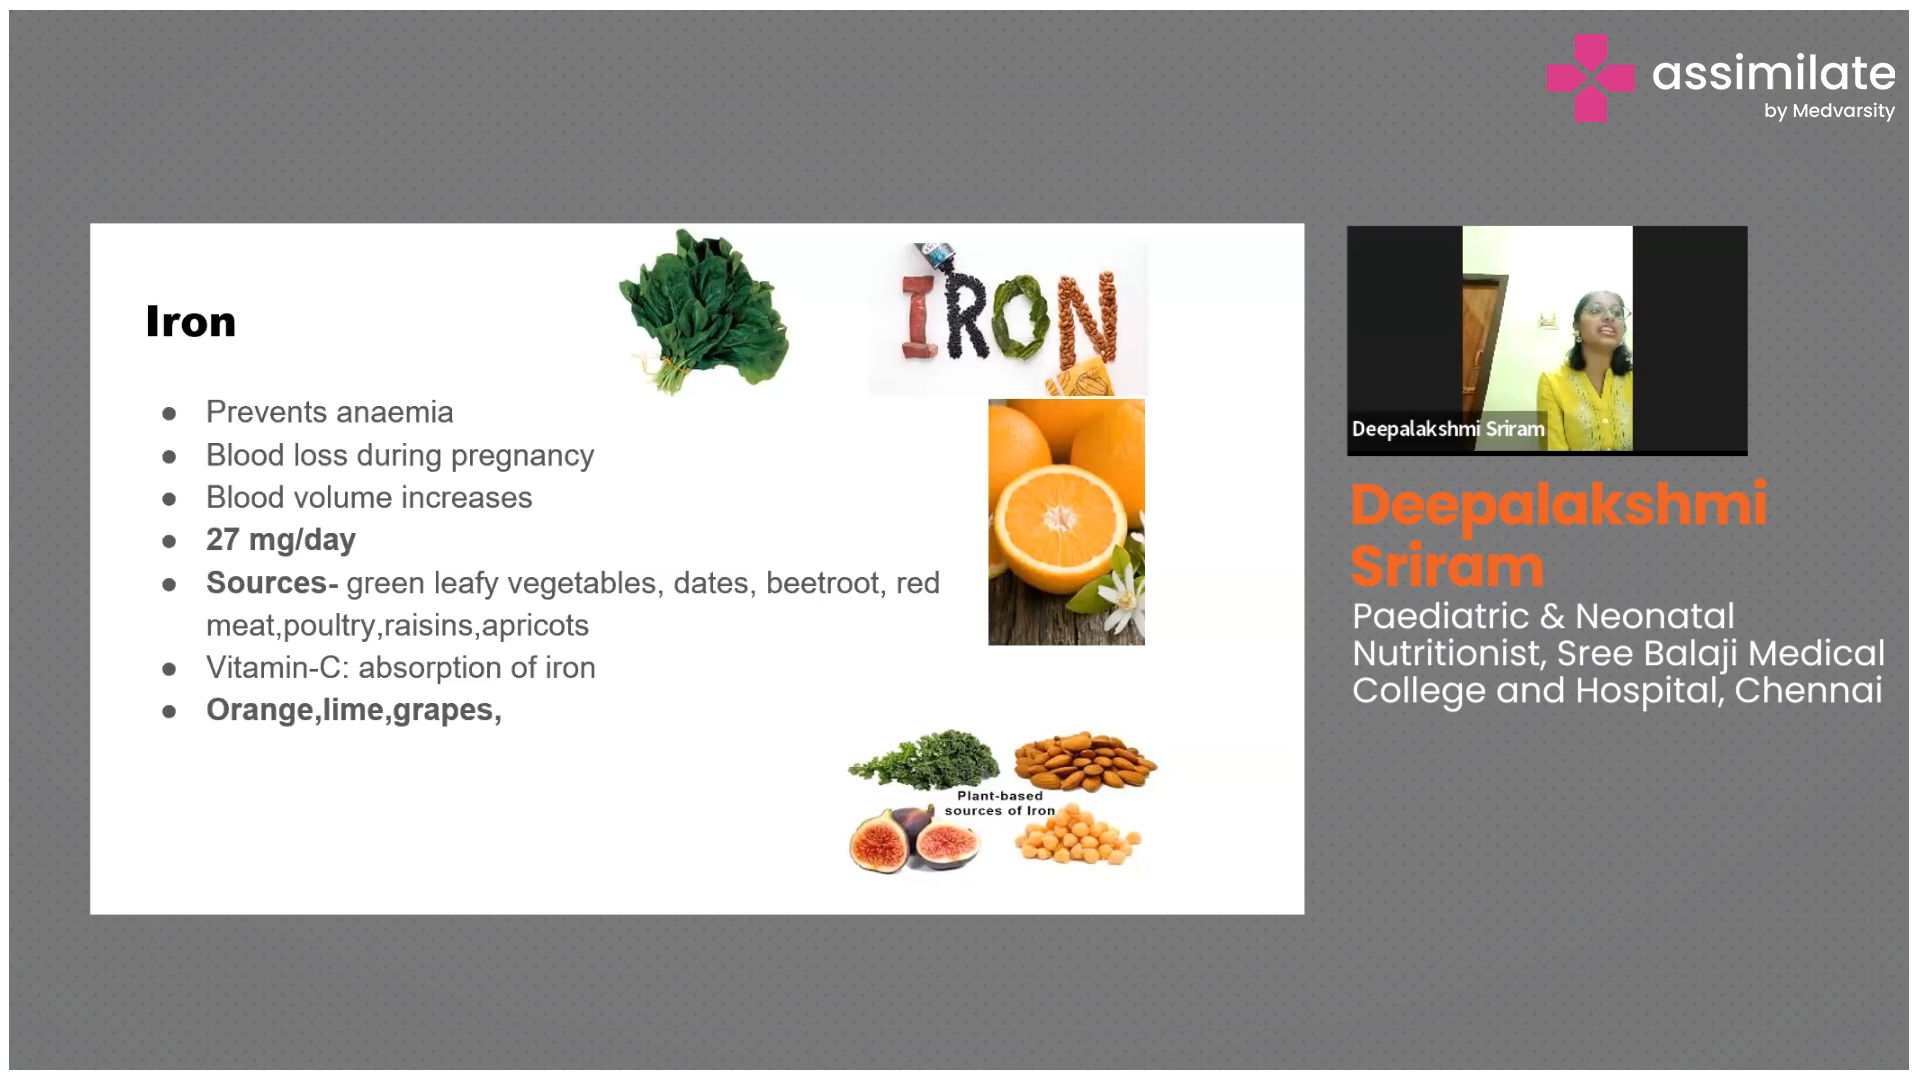 assimilate
by Medvarsity
Iron
IRON
● Prevents anaemia
● Blood loss during pregnancy
● Blood volume increases
● 27 mg/day
● Sources- green leafy vegetables, dates, beetroot, red
meat,poultry,raisins,apricots
● Vitamin-C: absorption of iron
● Orange,lime,grapes,
Plant-based
sources of Iron
Deepalakshmi Sriram
Deepalakshmi
Sriram
Paediatric & Neonatal
Nutritionist, Sree Balaji Medical
College and Hospital, Chennai